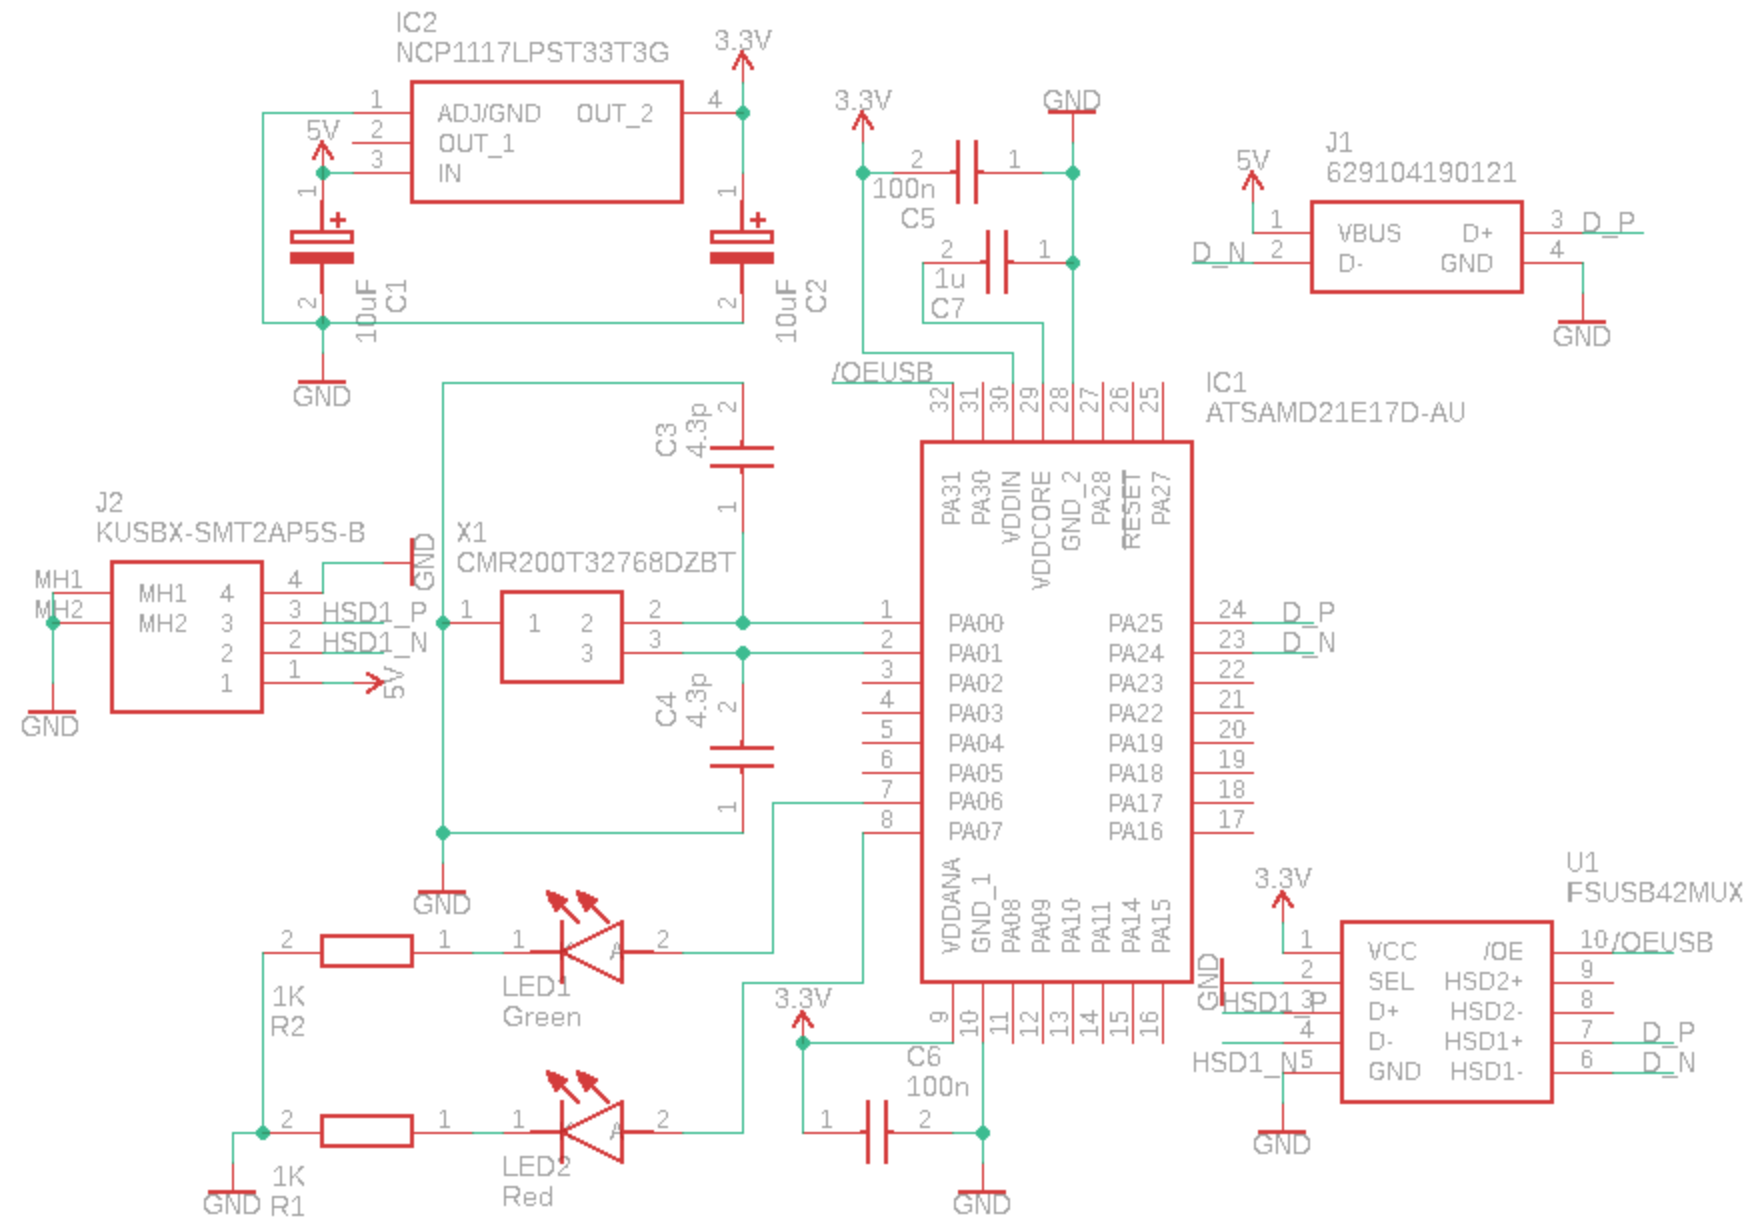 IC2
NCP1117LPST33T3G
3.3V
1 ADJ/GND OUT_2 4
5V
2 OUT_1
3 IN
1
+
1
+
2
10uF
C1
2
10uF
C2
GND
3.3V
GND
2 1
100n
C5
2 1
1u
C7
/OEUSB
J1
629104190121
5V
1 VBUS D+ 3 D_P
D_N 2 D- GND 4
GND
IC1
ATSAMD21E17D-AU
32 31 30 29 28 27 26 25
PA31 PA30 VDDIN VDDCORE GND_2 PA28 RESET PA27
1 PA00 PA25 24 D_P
2 PA01 PA24 23 D_N
3 PA02 PA23 22
4 PA03 PA22 21
5 PA04 PA19 20
6 PA05 PA18 19
7 PA06 PA17 18
8 PA07 PA16 17
VDDANA GND_1 PA08 PA09 PA10 PA11 PA14 PA15
9 10 11 12 13 14 15 16
2
C3
4.3p
1
J2
KUSBX-SMT2AP5S-B
GND
MH1 MH1 4 4
MH2 MH2 3 3 HSD1_P
2 2 HSD1_N
1 1 5V
GND
X1
CMR200T32768DZBT
1 1 2 2
3 3
C4
4.3p
2
1
GND
2 1 1 A 2
1K
R2
LED1
Green
2 1 1 A 2
1K
R1
LED2
Red
GND
3.3V
C6
100n
1 2
GND
U1
FSUSB42MUX
3.3V
1 VCC /OE 10 /OEUSB
GND 2 SEL HSD2+ 9
HSD1_P 3 D+ HSD2- 8
4 D- HSD1+ 7 D_P
HSD1_N 5 GND HSD1- 6 D_N
GND